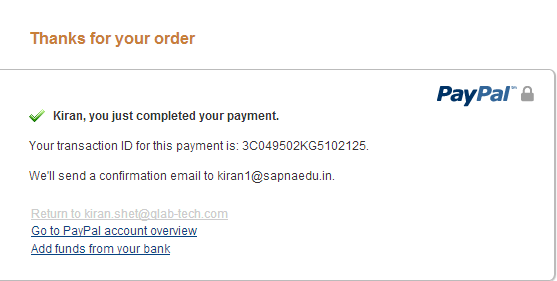 Thanks for your order
PayPal™
Kiran, you just completed your payment.
Your transaction ID for this payment is: 3C049502KG5102125.
We'll send a confirmation email to kiran1@sapnaedu.in.
Return to kiran.shet@qlab-tech.com
Go to PayPal account overview
Add funds from your bank